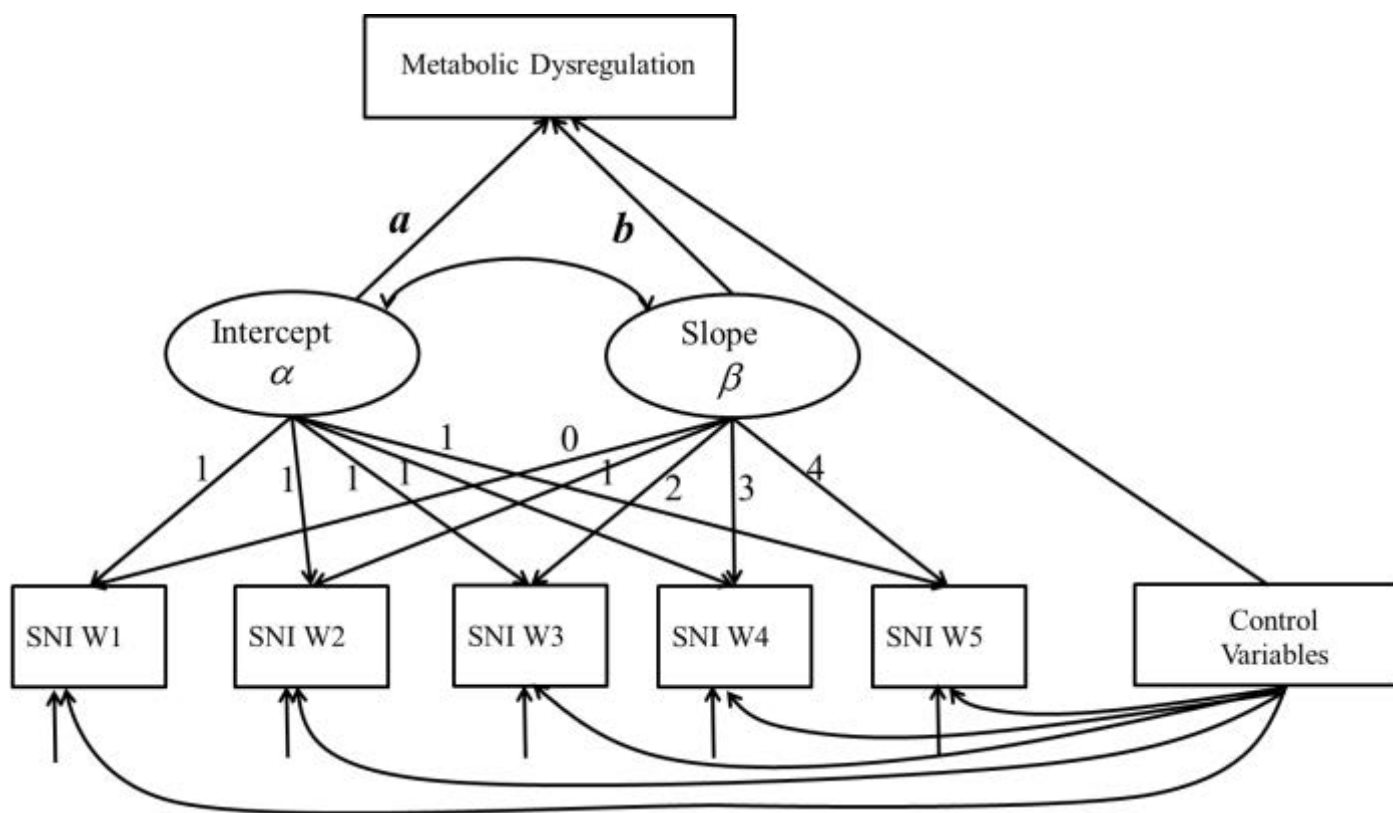 Metabolic Dysregulation
a
b
Intercept
α
Slope
β
1
0
1
1
1
1
1
2
3
4
SNI W1
SNI W2
SNI W3
SNI W4
SNI W5
Control
Variables